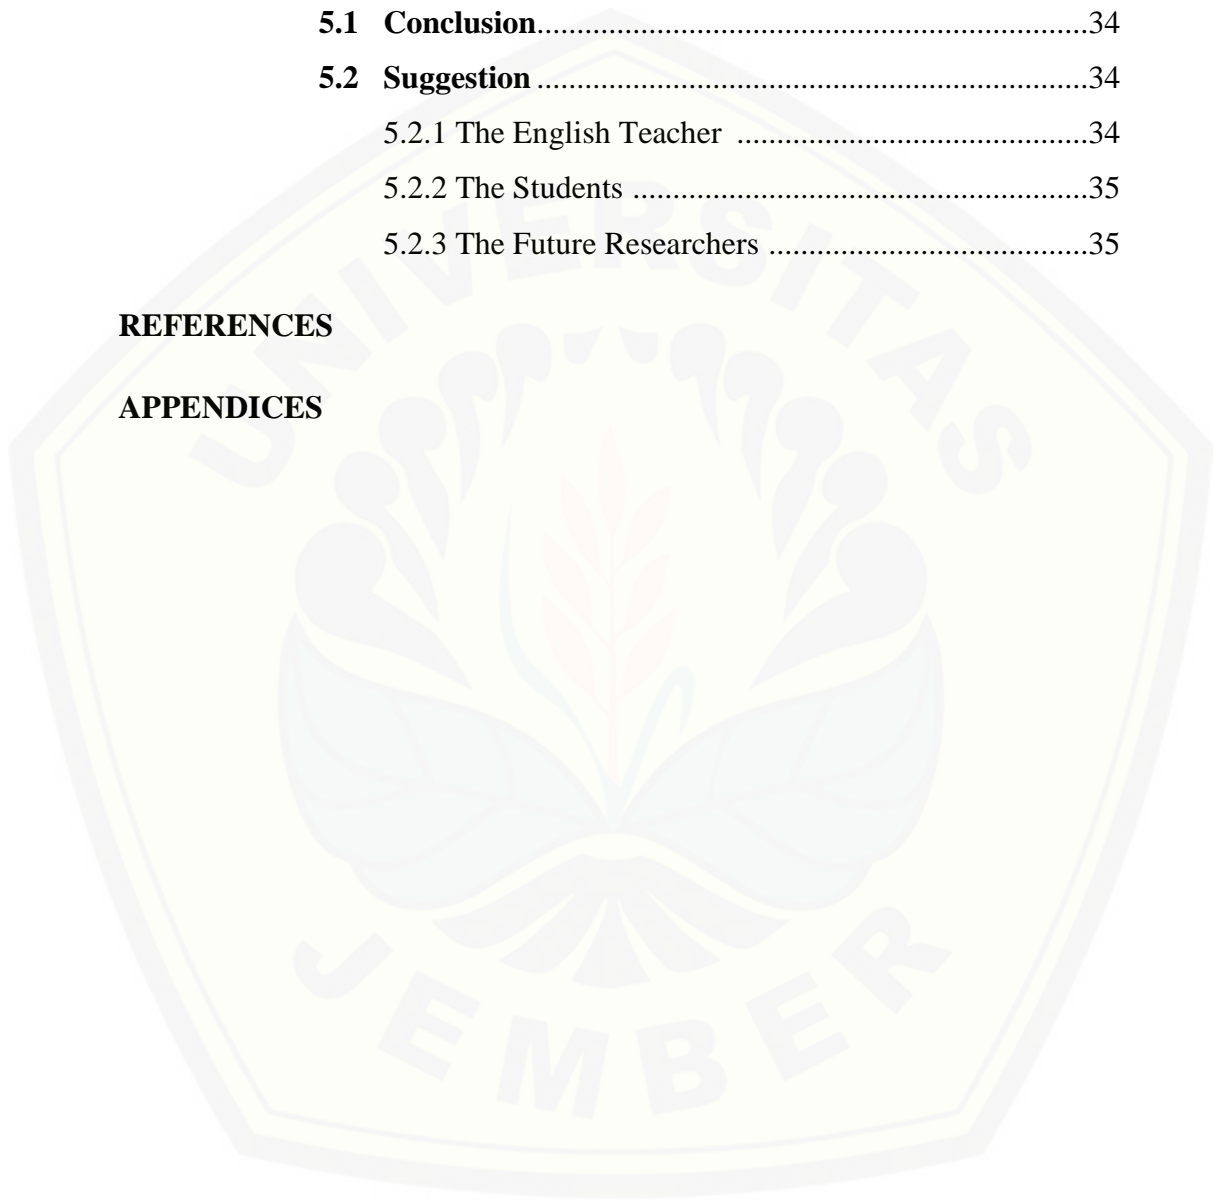 5.1 Conclusion.....................................................................34
5.2 Suggestion.....................................................................34
5.2.1 The English Teacher ............................................34
5.2.2 The Students .........................................................35
5.2.3 The Future Researchers ........................................35
REFERENCES
APPENDICES
UNIVERSITAS
JEMBER